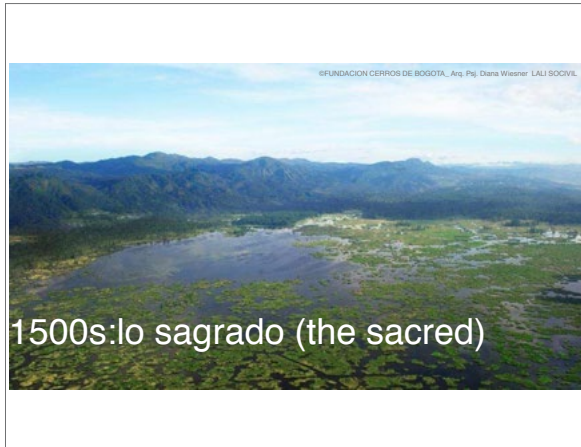 ©FUNDACION CERROS DE BOGOTA_ Arq. Psj. Diana Wiesner LALI SOCIVIL
1500s:lo sagrado (the sacred)